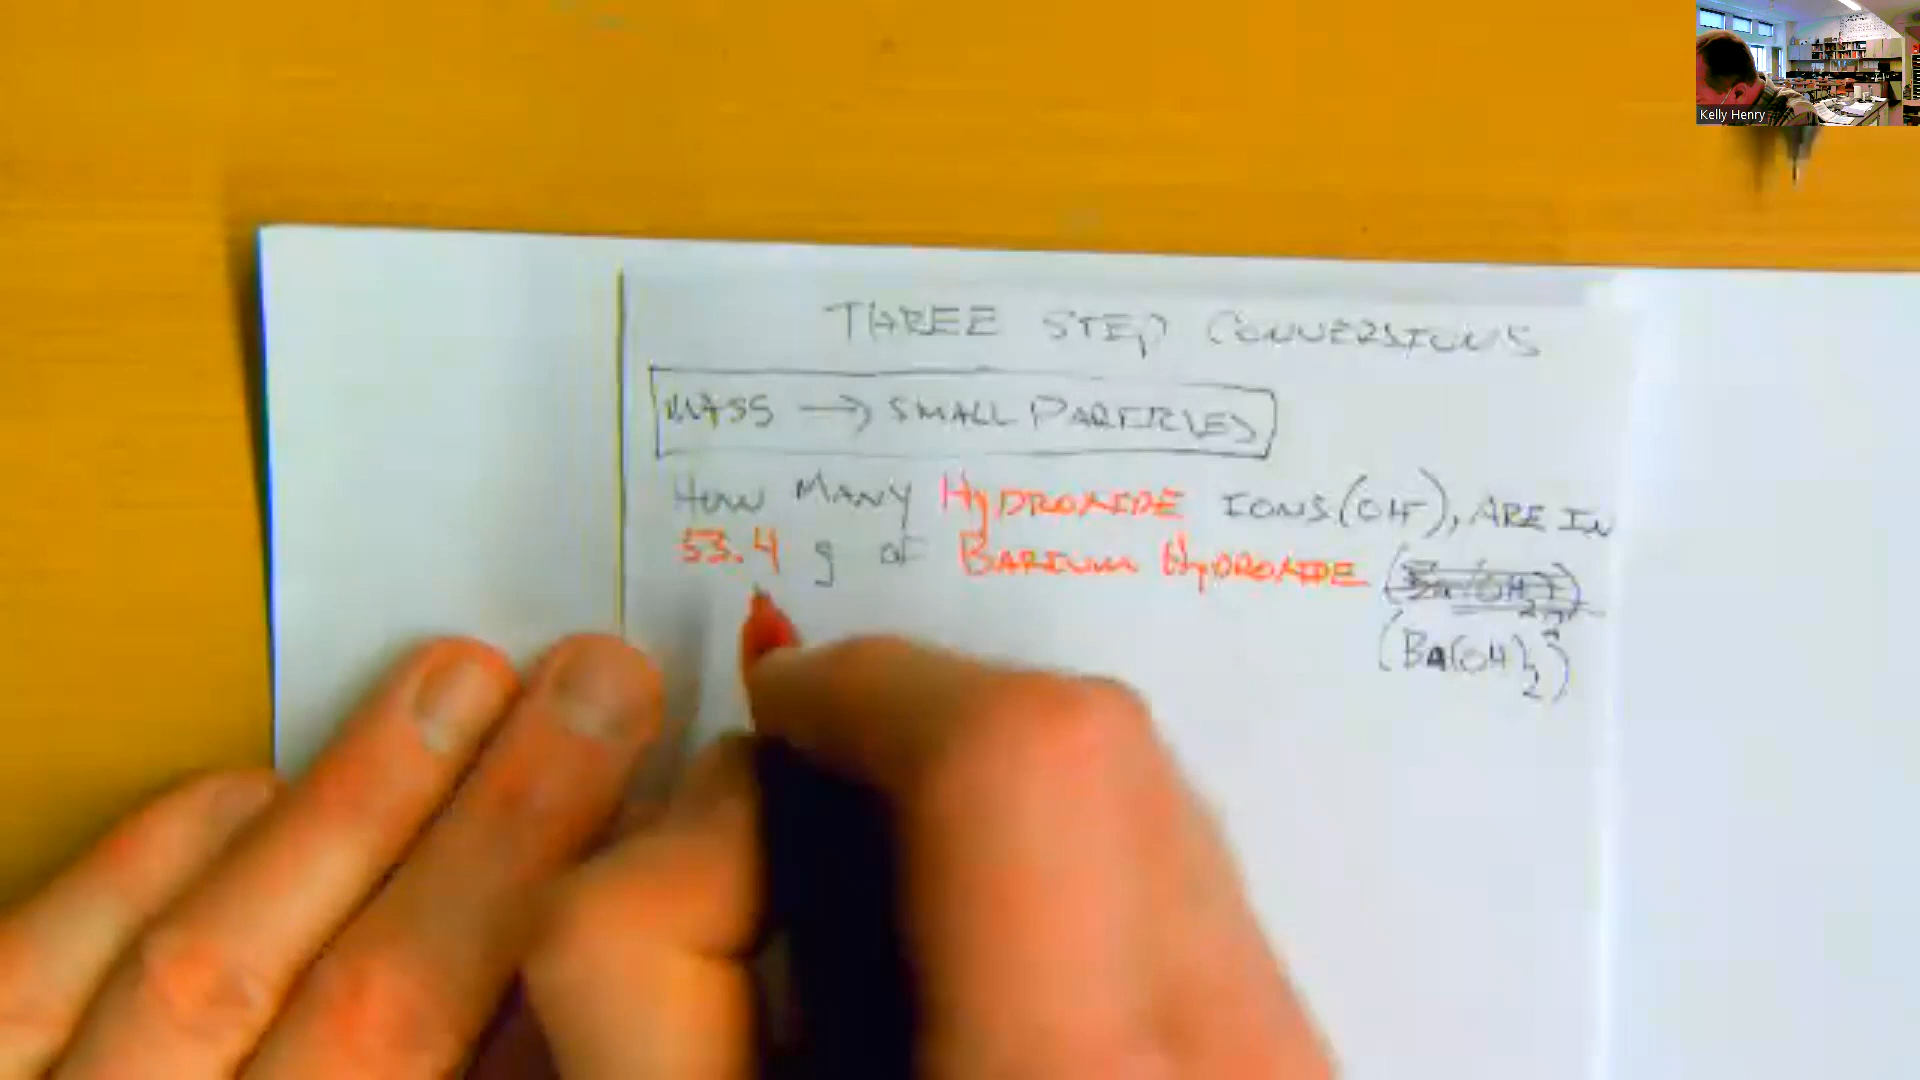 THREE STEP CONVERSIONS
MASS → SMALL PARTICLES
HOW MANY HYDROXIDE IONS (OH⁻), ARE IN
53.4 g OF BARIUM HYDROXIDE
(Ba(OH)₂)
Kelly Henry